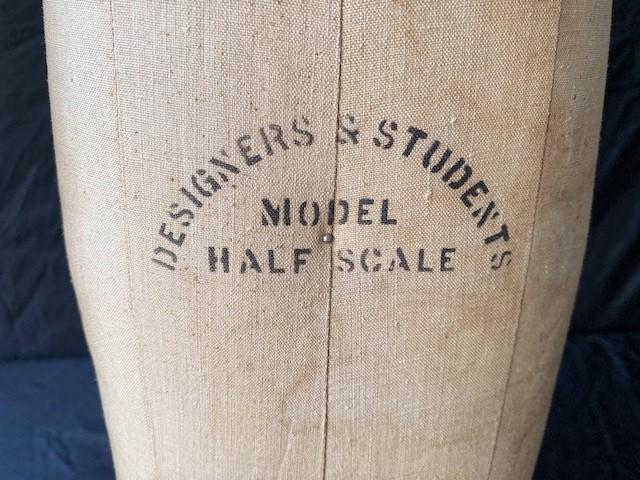 DESIGNERS & STUDENTS
MODEL
HALF SCALE